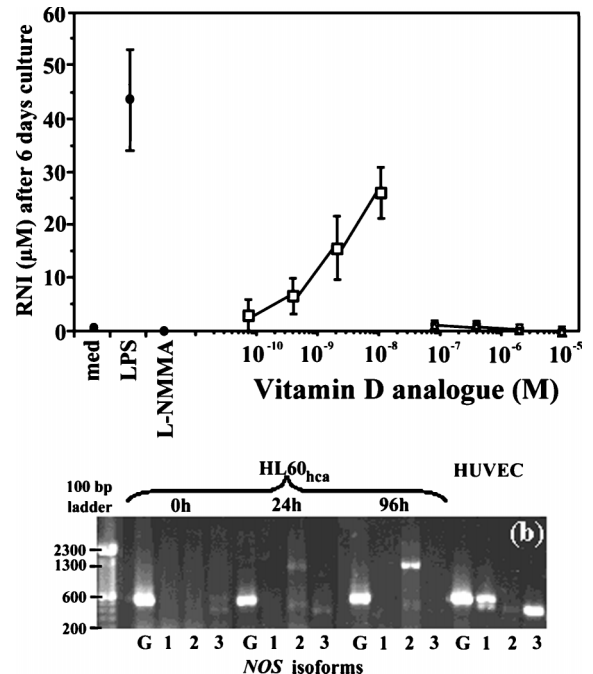 RNI (μM) after 6 days culture
60
50
40
30
20
10
0
med
LPS
L-NMMA
10-10
10-9
10-8
10-7
10-6
10-5
Vitamin D analogue (M)
HL60hca
HUVEC
100 bp
ladder
0h
24h
96h
(b)
2300
1300
600
200
G 1 2 3 G 1 2 3 G 1 2 3 G 1 2 3
NOS isoforms